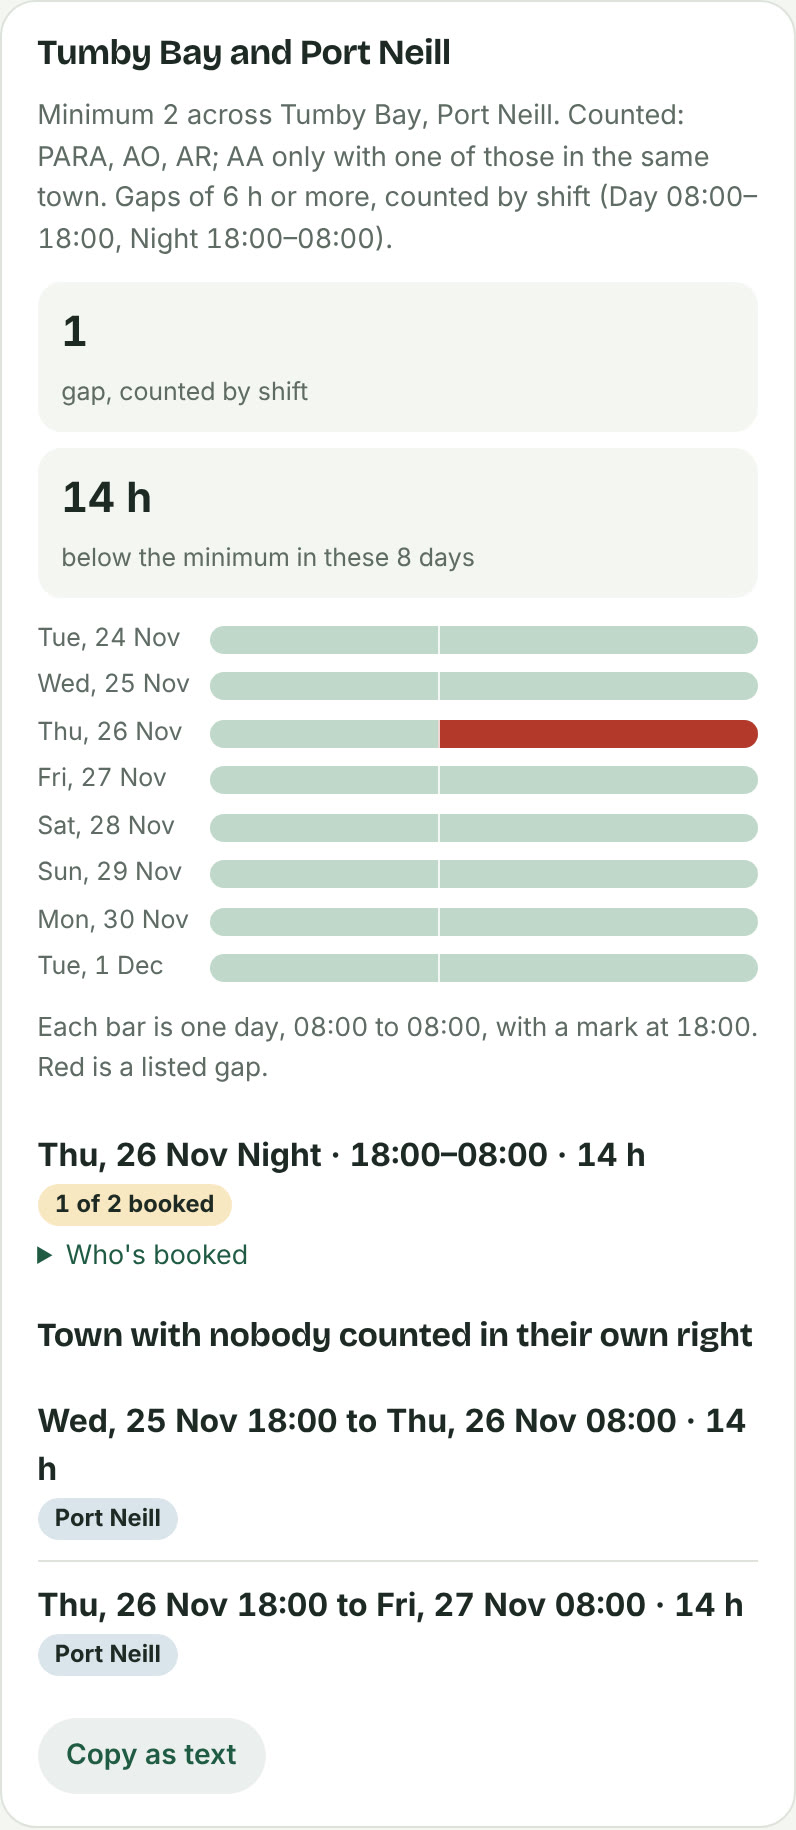 Tumby Bay and Port Neill
Minimum 2 across Tumby Bay, Port Neill. Counted:
PARA, AO, AR; AA only with one of those in the same
town. Gaps of 6 h or more, counted by shift (Day 08:00–
18:00, Night 18:00–08:00).
1
gap, counted by shift
14 h
below the minimum in these 8 days
Tue, 24 Nov
Wed, 25 Nov
Thu, 26 Nov
Fri, 27 Nov
Sat, 28 Nov
Sun, 29 Nov
Mon, 30 Nov
Tue, 1 Dec
Each bar is one day, 08:00 to 08:00, with a mark at 18:00.
Red is a listed gap.
Thu, 26 Nov Night · 18:00–08:00 · 14 h
1 of 2 booked
Who's booked
Town with nobody counted in their own right
Wed, 25 Nov 18:00 to Thu, 26 Nov 08:00 · 14
h
Port Neill
Thu, 26 Nov 18:00 to Fri, 27 Nov 08:00 · 14 h
Port Neill
Copy as text